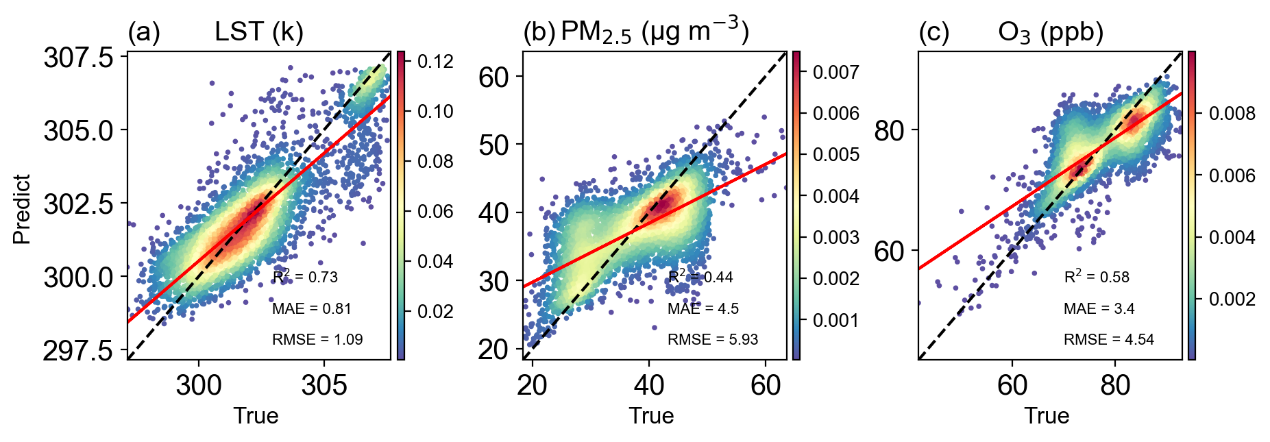 (a) LST (k)
Predict
307.5
305.0
302.5
300.0
297.5
300 305
True
R² = 0.73
MAE = 0.81
RMSE = 1.09
0.12
0.10
0.08
0.06
0.04
0.02
(b) PM₂.₅ (μg m⁻³)
60
50
40
30
20
20 40 60
True
R² = 0.44
MAE = 4.5
RMSE = 5.93
0.007
0.006
0.005
0.004
0.003
0.002
0.001
(c) O₃ (ppb)
80
60
60 80
True
R² = 0.58
MAE = 3.4
RMSE = 4.54
0.008
0.006
0.004
0.002